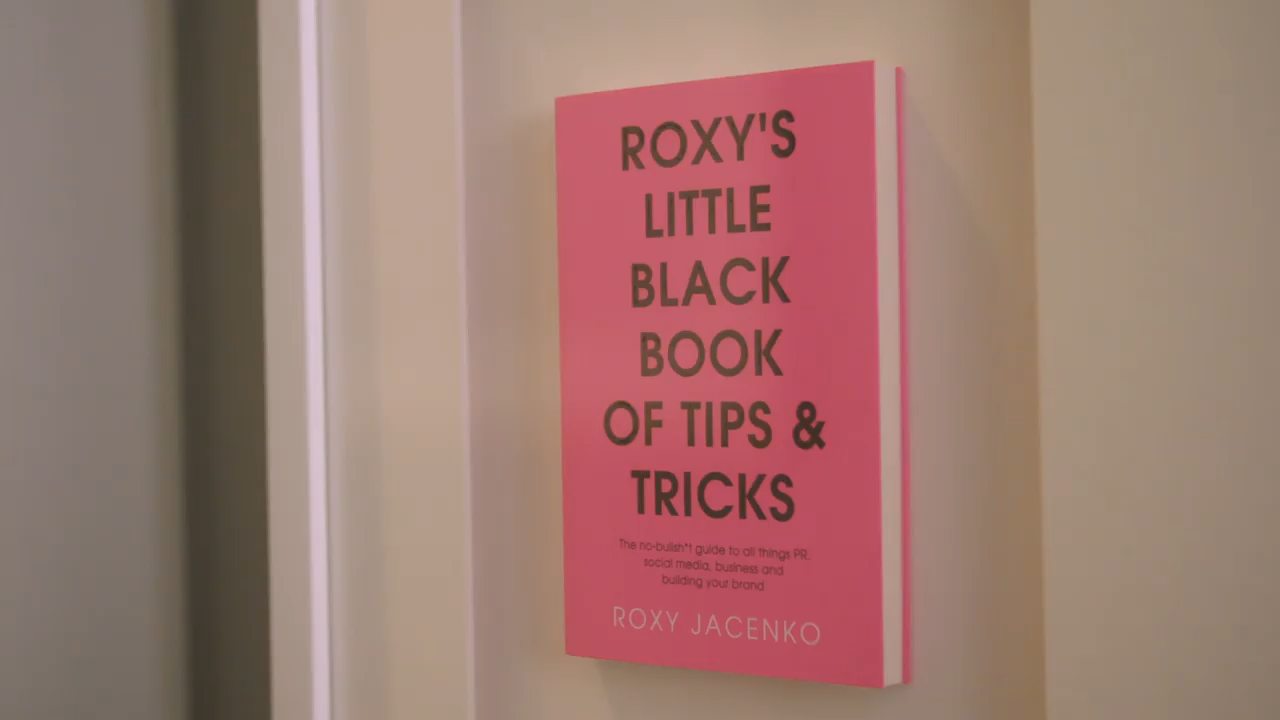 ROXY'S
LITTLE
BLACK
BOOK
OF TIPS &
TRICKS
The no-bullsh*t guide to all things PR,
social media, business and
building your brand
ROXY JACENKO